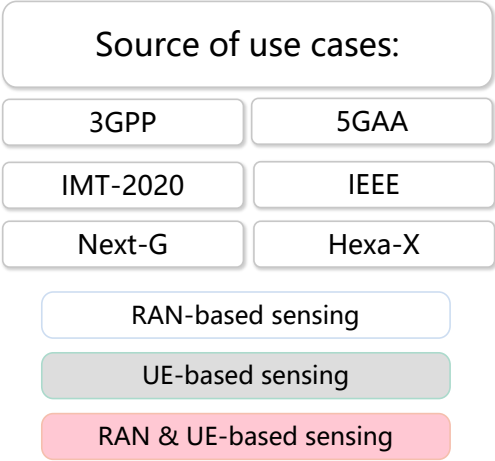 Source of use cases:
3GPP
5GAA
IMT-2020
IEEE
Next-G
Hexa-X
RAN-based sensing
UE-based sensing
RAN & UE-based sensing